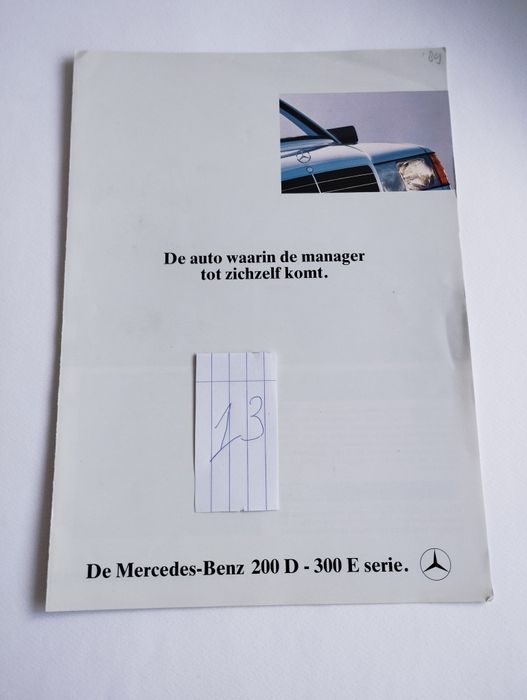 89
De auto waarin de manager
tot zichzelf komt.
13
De Mercedes-Benz 200 D - 300 E serie.